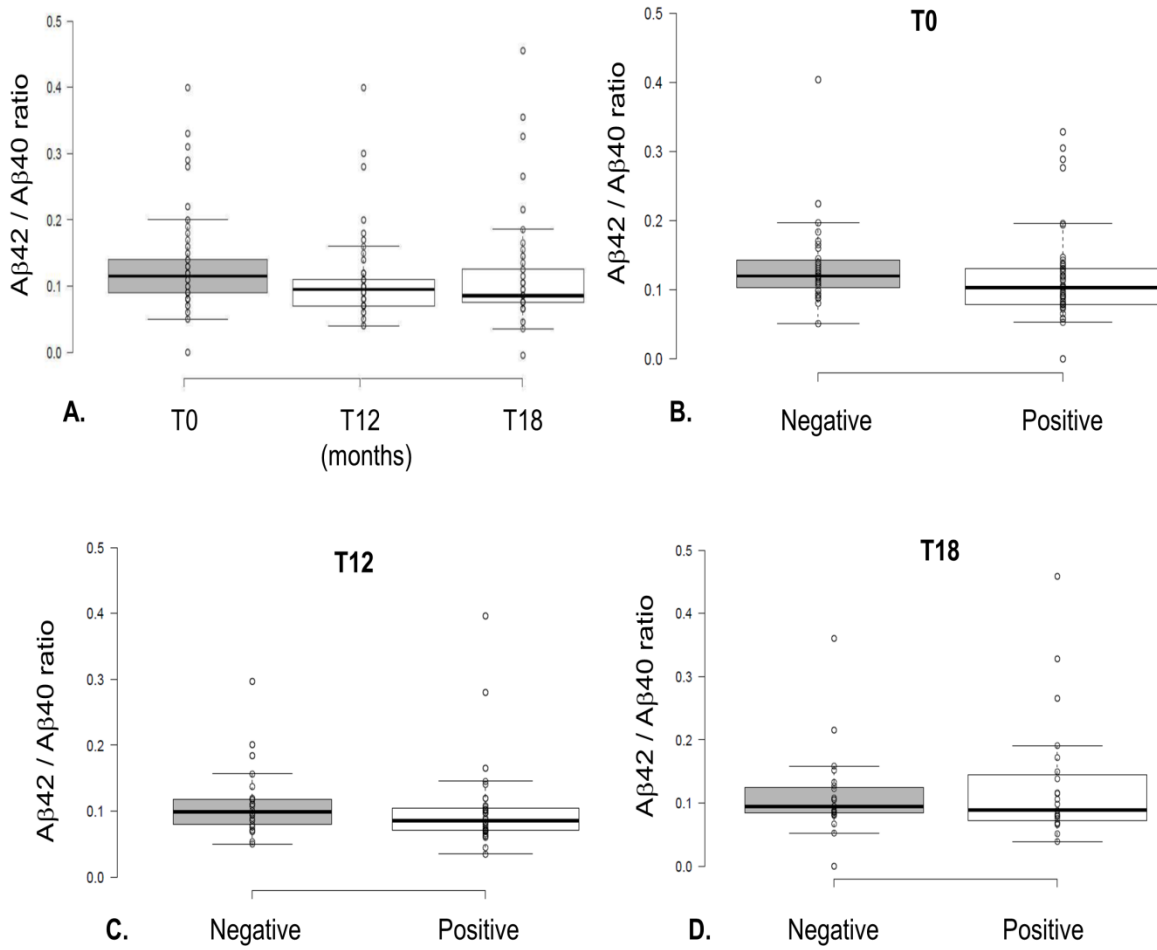 Aβ42 / Aβ40 ratio
0.5
0.4
0.3
0.2
0.1
0.0
T0
T12
T18
(months)
A.
T0
Aβ42 / Aβ40 ratio
0.5
0.4
0.3
0.2
0.1
0.0
Negative
Positive
B.
T12
Aβ42 / Aβ40 ratio
0.5
0.4
0.3
0.2
0.1
0.0
Negative
Positive
C.
T18
Aβ42 / Aβ40 ratio
0.5
0.4
0.3
0.2
0.1
0.0
Negative
Positive
D.